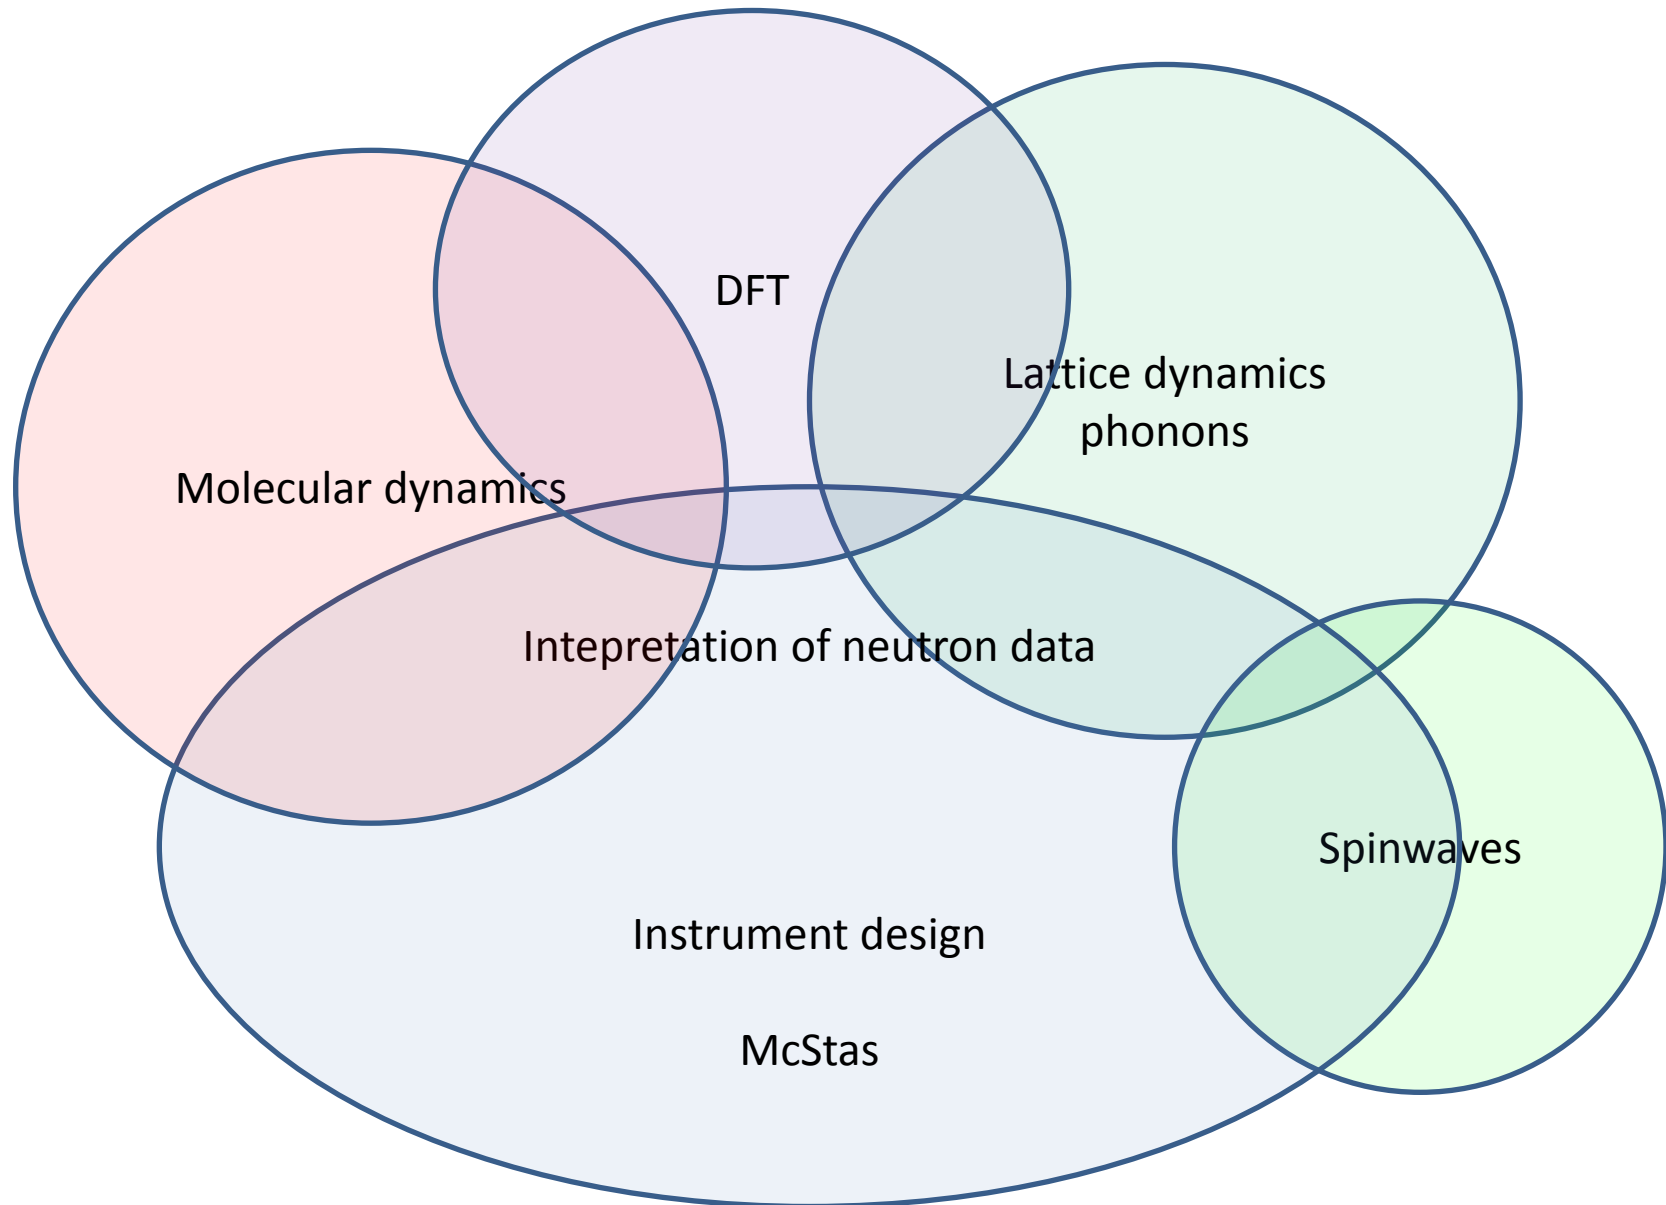 DFT
Lattice dynamics
phonons
Molecular dynamics
Intepretation of neutron data
Spinwaves
Instrument design
McStas